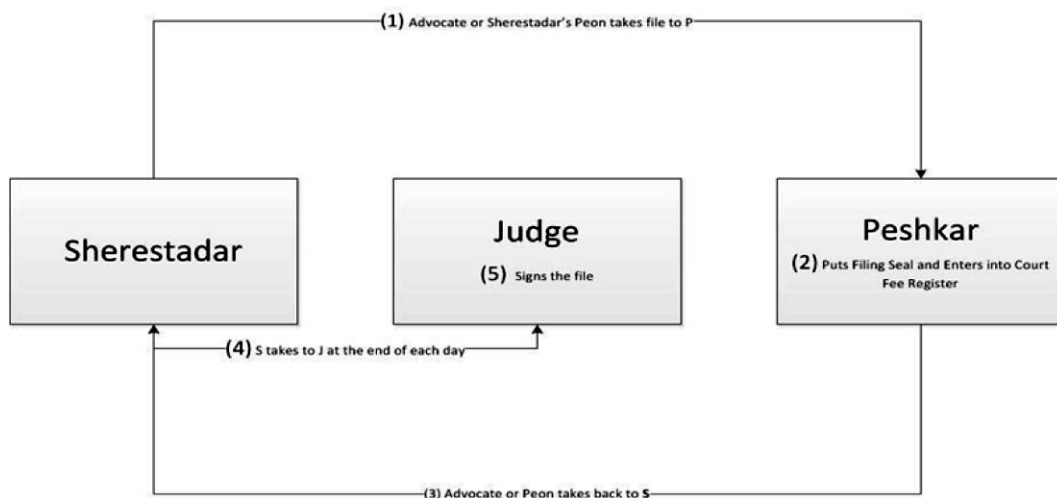 (1) Advocate or Sherestadar's Peon takes file to P
Sherestadar
Judge
(5) Signs the file
Peshkar
(2) Puts Filing Seal and Enters into Court
Fee Register
(4) S takes to J at the end of each day
(3) Advocate or Peon takes back to S